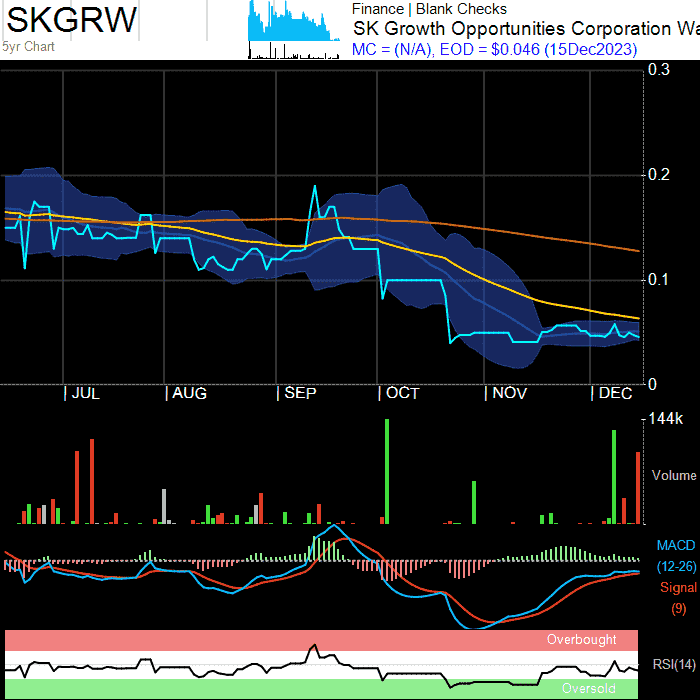 SKGRW
5yr Chart
Finance | Blank Checks
SK Growth Opportunities Corporation Wa
MC = (N/A), EOD = $0.046 (15Dec2023)
0.3
0.2
0.1
0
| JUL | AUG | SEP | OCT | NOV | DEC
144k
Volume
MACD
(12-26)
Signal
(9)
Overbought
RSI(14)
Oversold